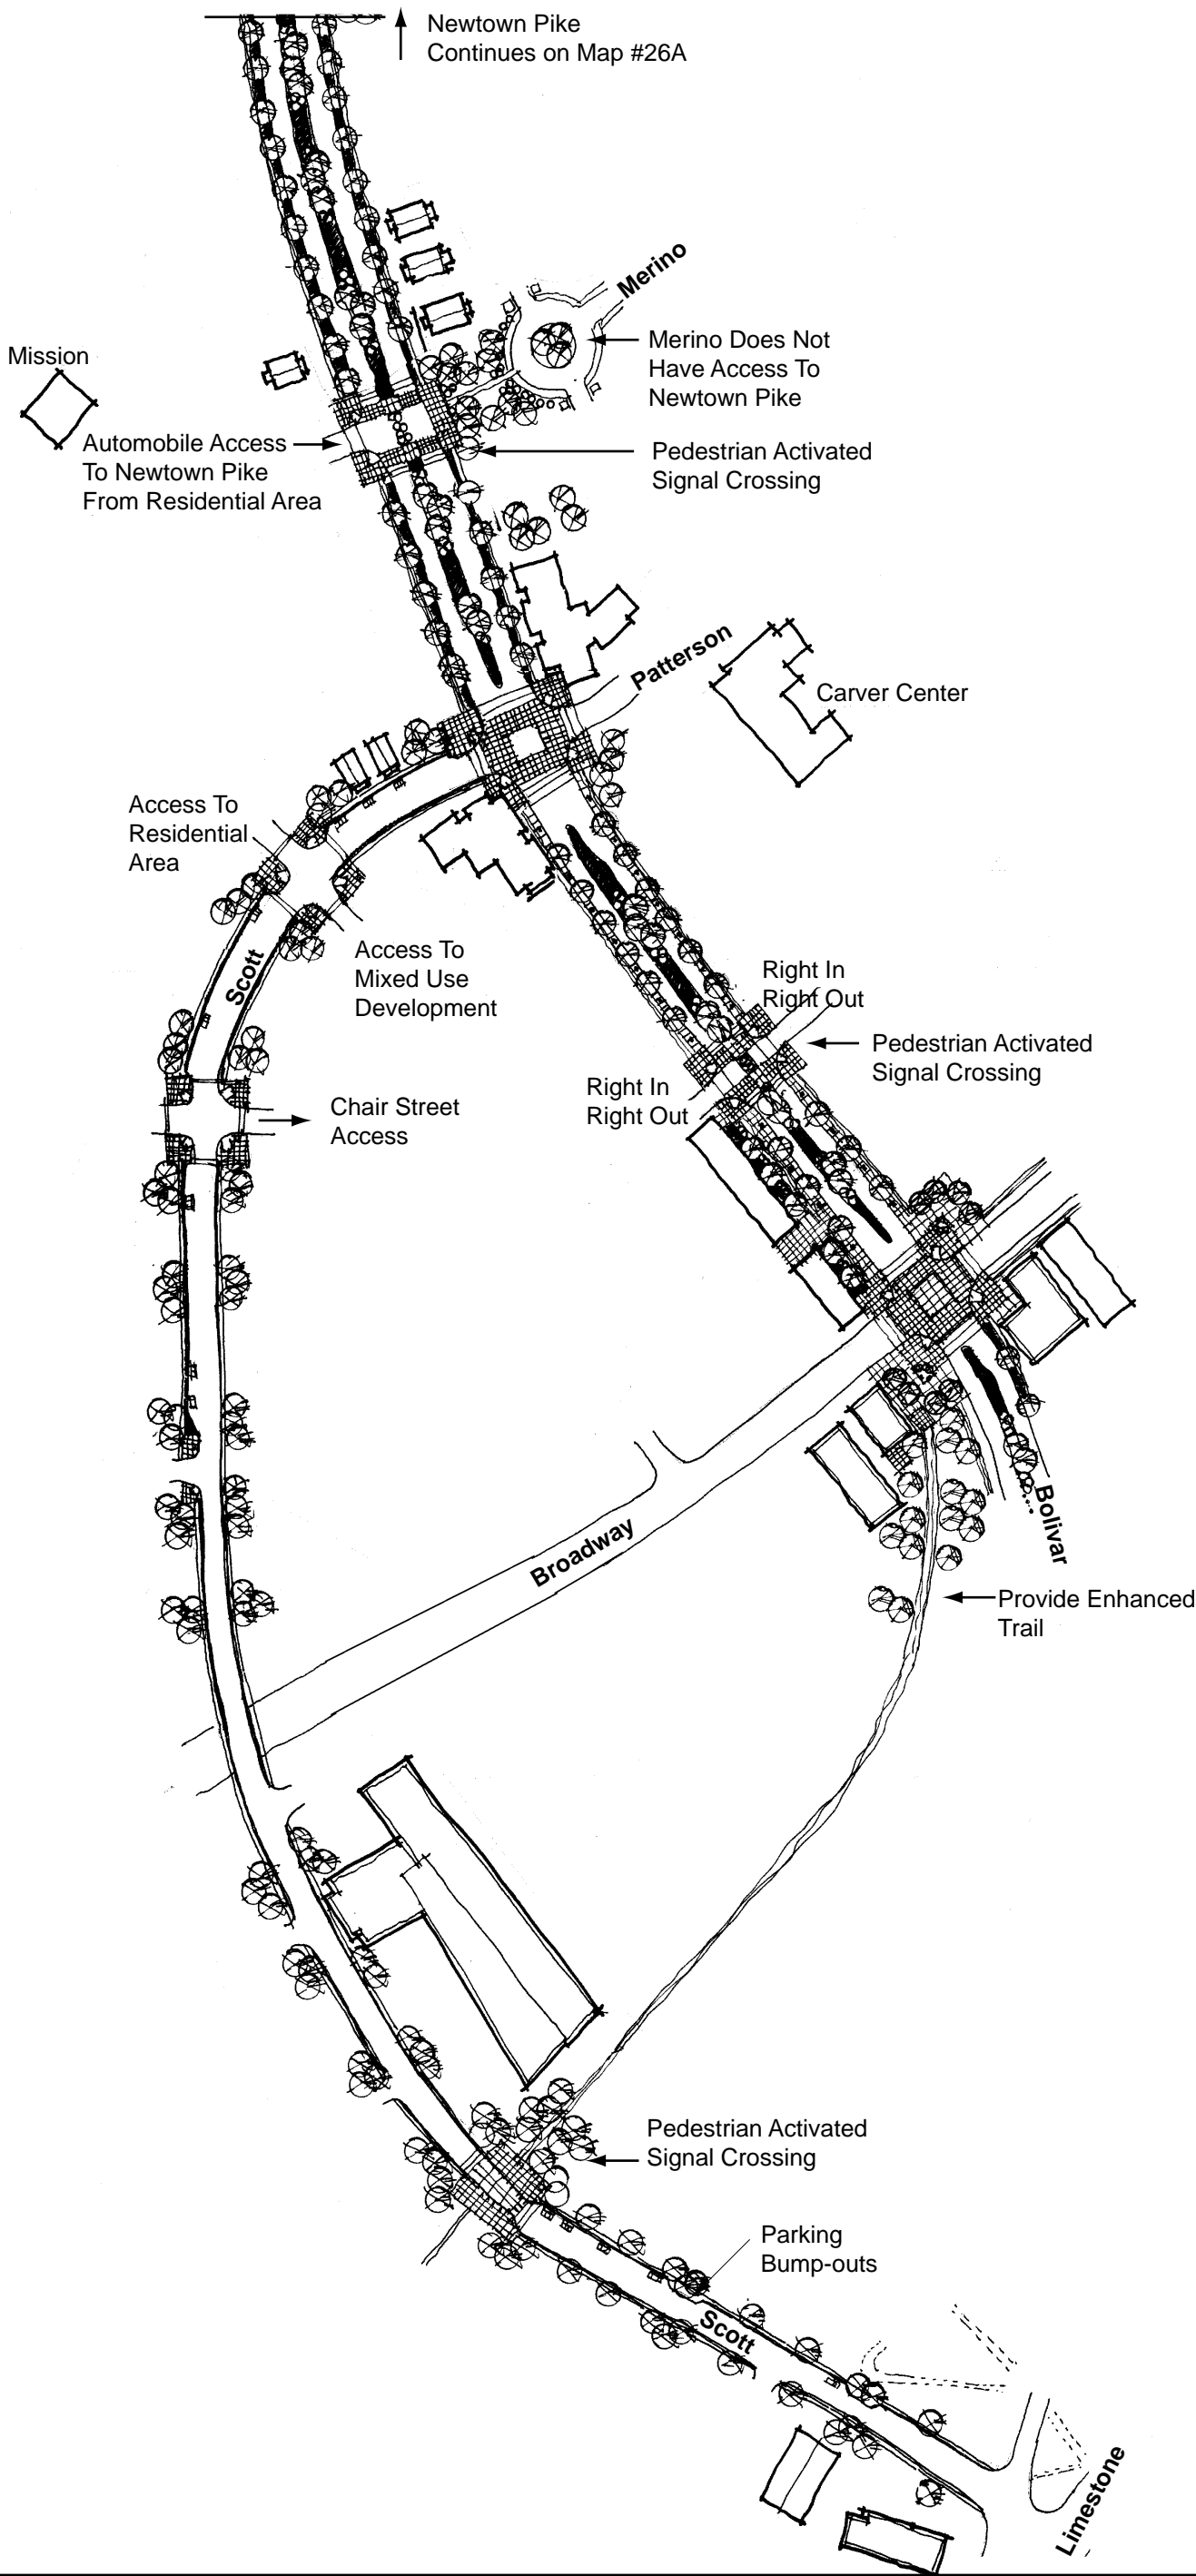 Newtown Pike
Continues on Map #26A
Merino
Mission
Merino Does Not
Have Access To
Newtown Pike
Automobile Access
To Newtown Pike
From Residential Area
Pedestrian Activated
Signal Crossing
Patterson
Carver Center
Access To
Residential
Area
Access To
Mixed Use
Development
Scott
Right In
Right Out
Pedestrian Activated
Signal Crossing
Right In
Right Out
Chair Street
Access
Bolivar
Broadway
Provide Enhanced
Trail
Pedestrian Activated
Signal Crossing
Parking
Bump-outs
Scott
Limestone